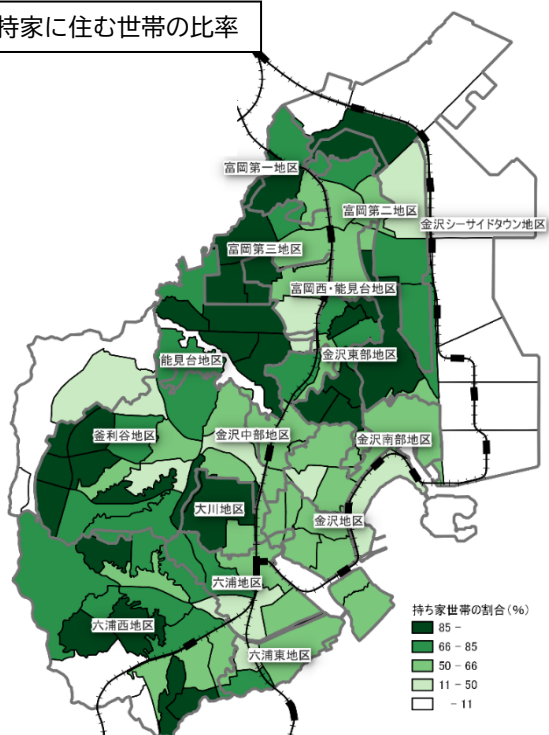 持家に住む世帯の比率
富岡第一地区
富岡第二地区
金沢シーサイドタウン地区
富岡第三地区
富岡西・能見台地区
金沢東部地区
能見台地区
釜利谷地区
金沢中部地区
金沢南部地区
大川地区
金沢地区
六浦地区
六浦西地区
六浦東地区
持ち家世帯の割合(%)
85 -
66 - 85
50 - 66
11 - 50
- 11